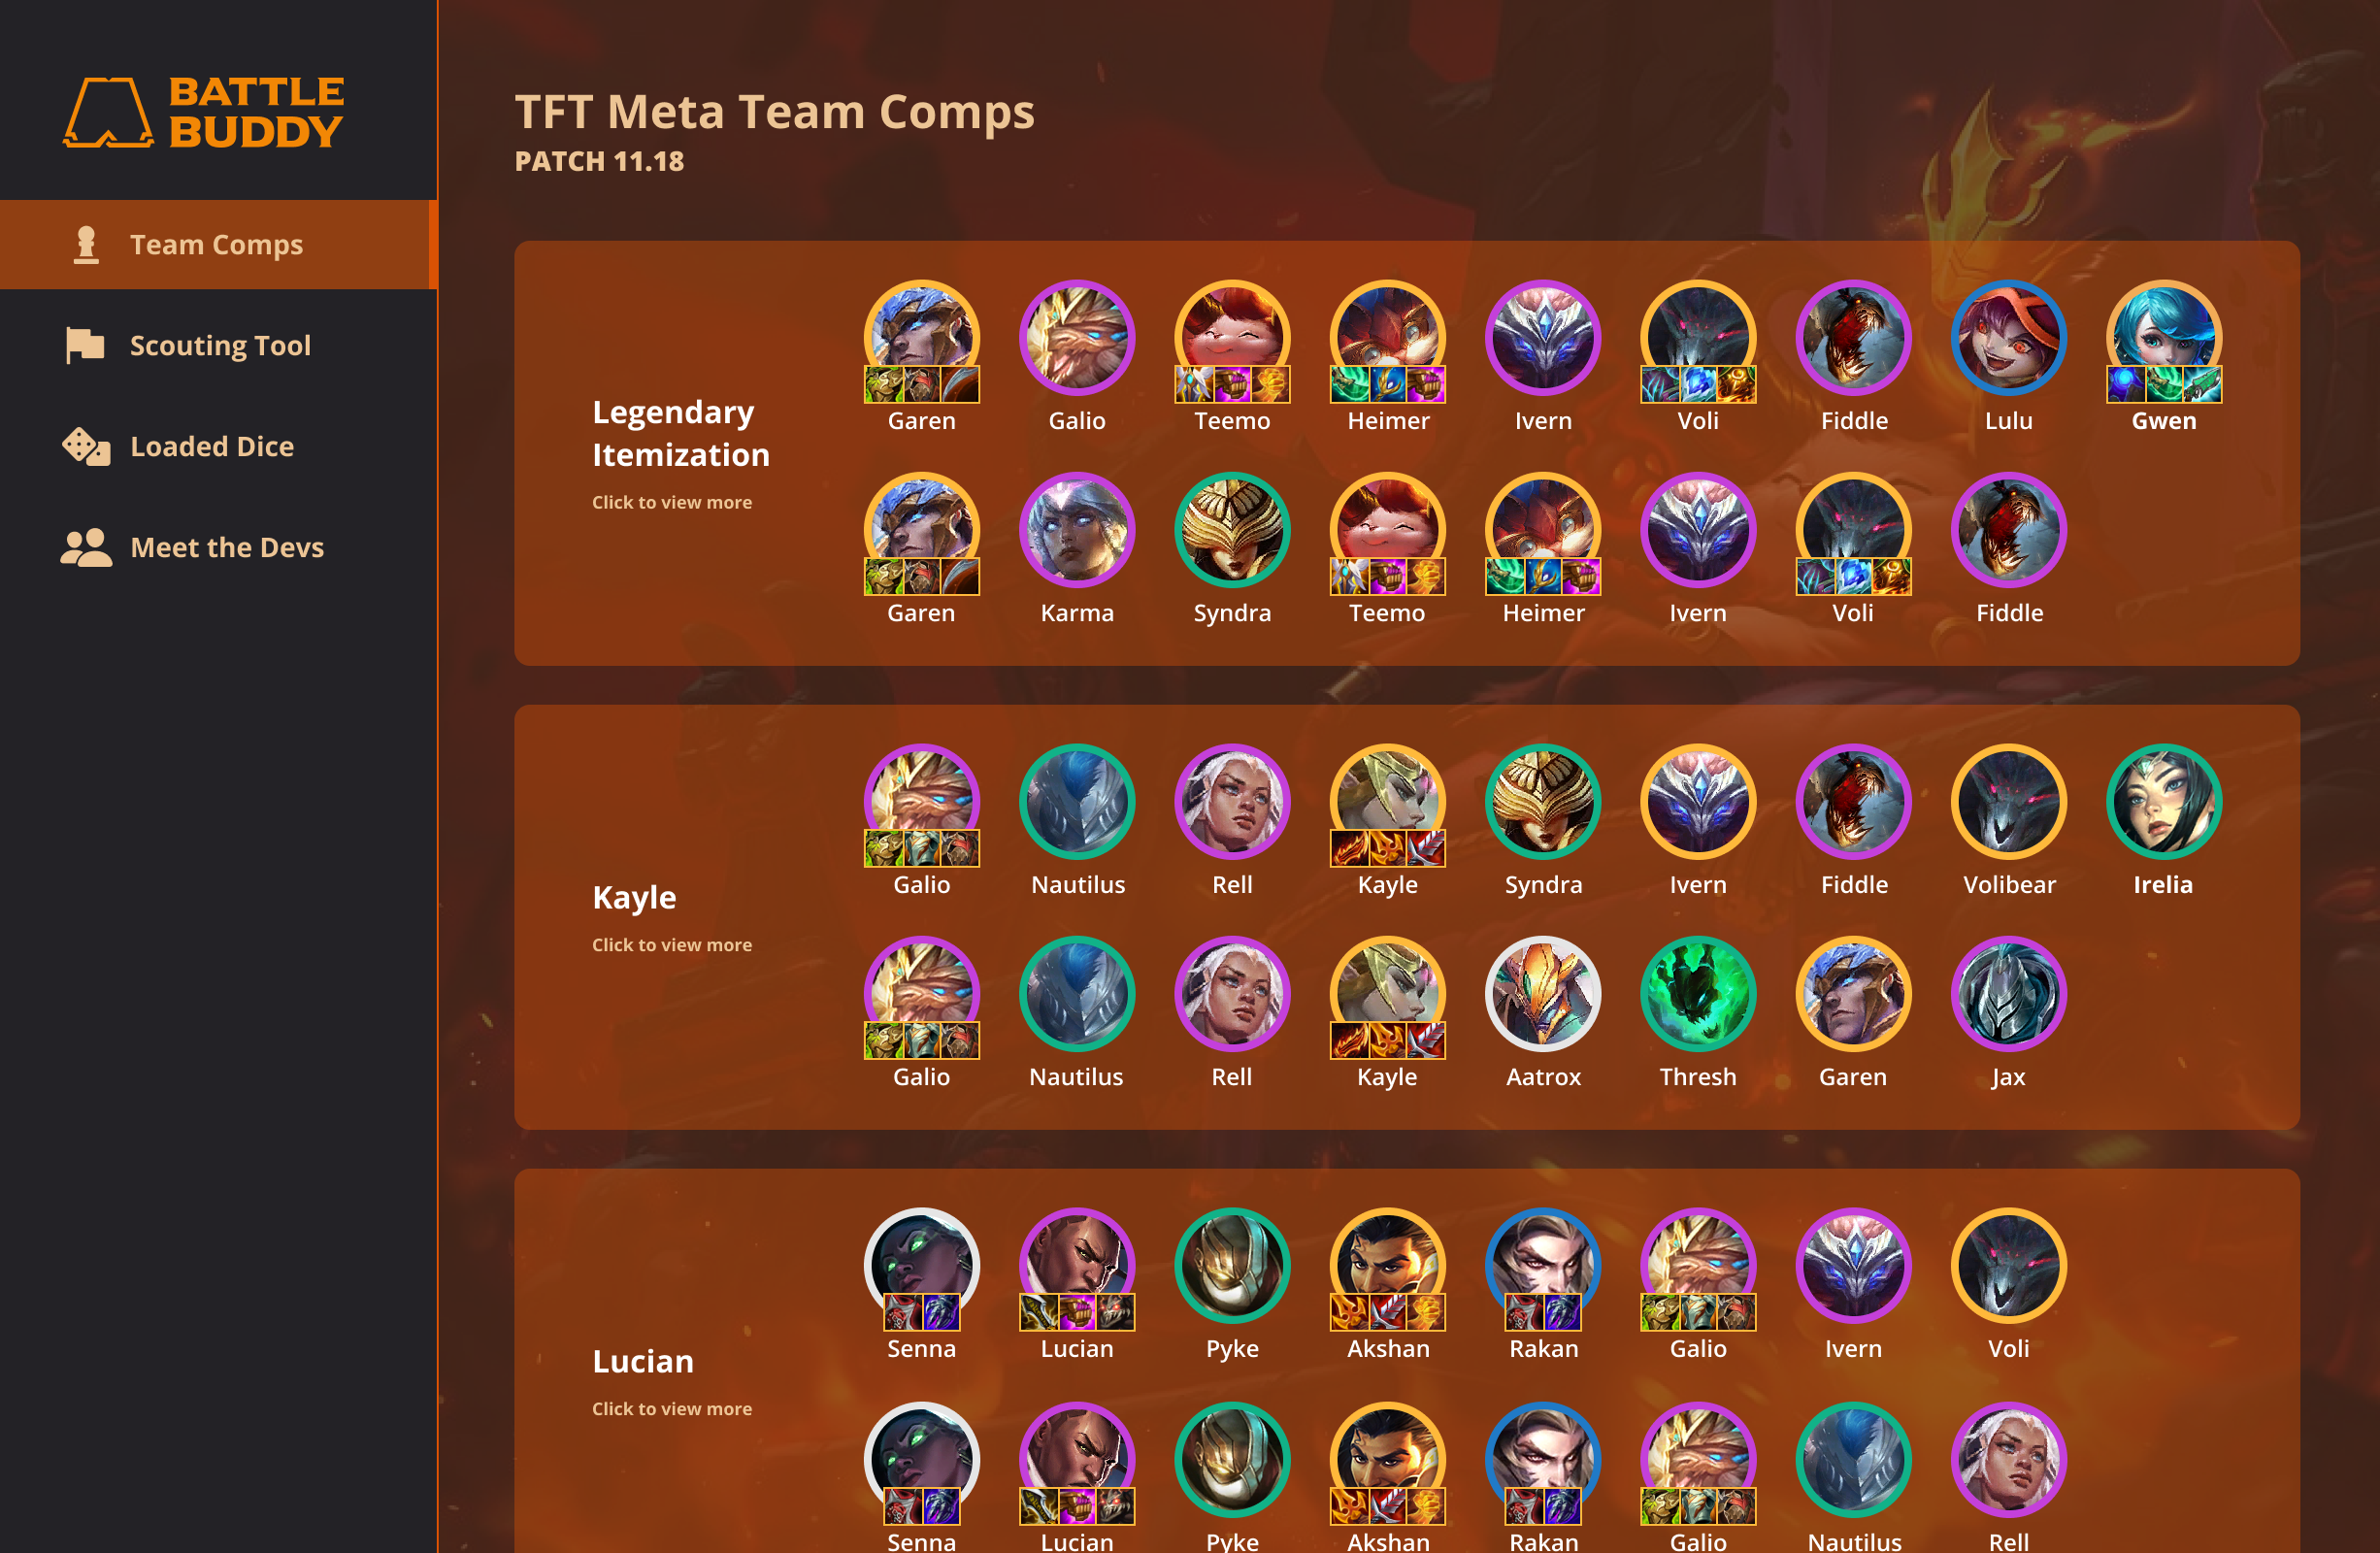 BATTLE
BUDDY
Team Comps
Scouting Tool
Loaded Dice
Meet the Devs
TFT Meta Team Comps
PATCH 11.18
Legendary
Itemization
Click to view more
Garen Galio Teemo Heimer Ivern Voli Fiddle Lulu Gwen
Garen Karma Syndra Teemo Heimer Ivern Voli Fiddle
Kayle
Click to view more
Galio Nautilus Rell Kayle Syndra Ivern Fiddle Volibear Irelia
Galio Nautilus Rell Kayle Aatrox Thresh Garen Jax
Lucian
Click to view more
Senna Lucian Pyke Akshan Rakan Galio Ivern Voli
Senna Lucian Pyke Akshan Rakan Galio Nautilus Rell